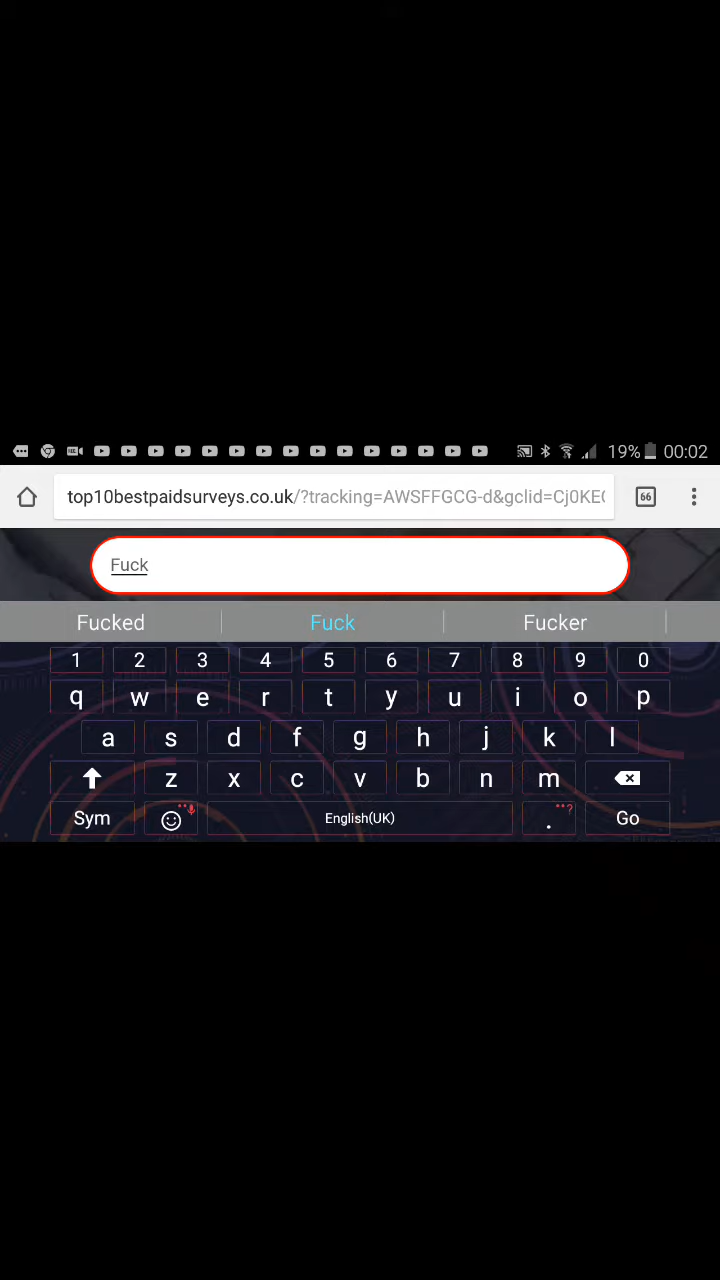 19% 00:02
top10bestpaidsurveys.co.uk/?tracking=AWSFFGCG-d&gclid=Cj0KE
66
Fuck
Fucked Fuck Fucker
1 2 3 4 5 6 7 8 9 0
q w e r t y u i o p
a s d f g h j k l
z x c v b n m
Sym English(UK) . ? Go